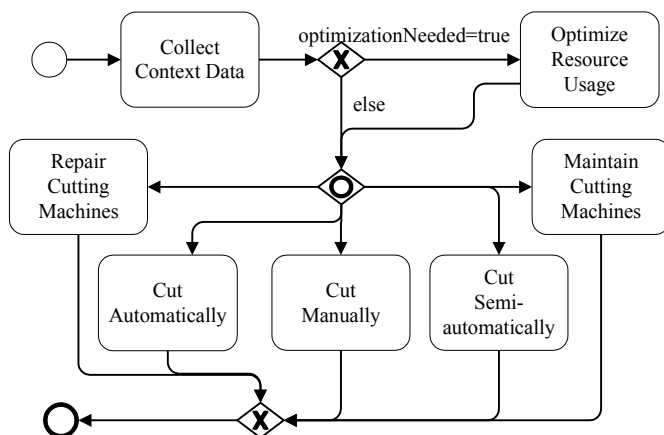 Collect
Context Data
optimizationNeeded=true
X
Optimize
Resource
Usage
else
Repair
Cutting
Machines
Maintain
Cutting
Machines
Cut
Automatically
Cut
Manually
Cut
Semi-
automatically
X